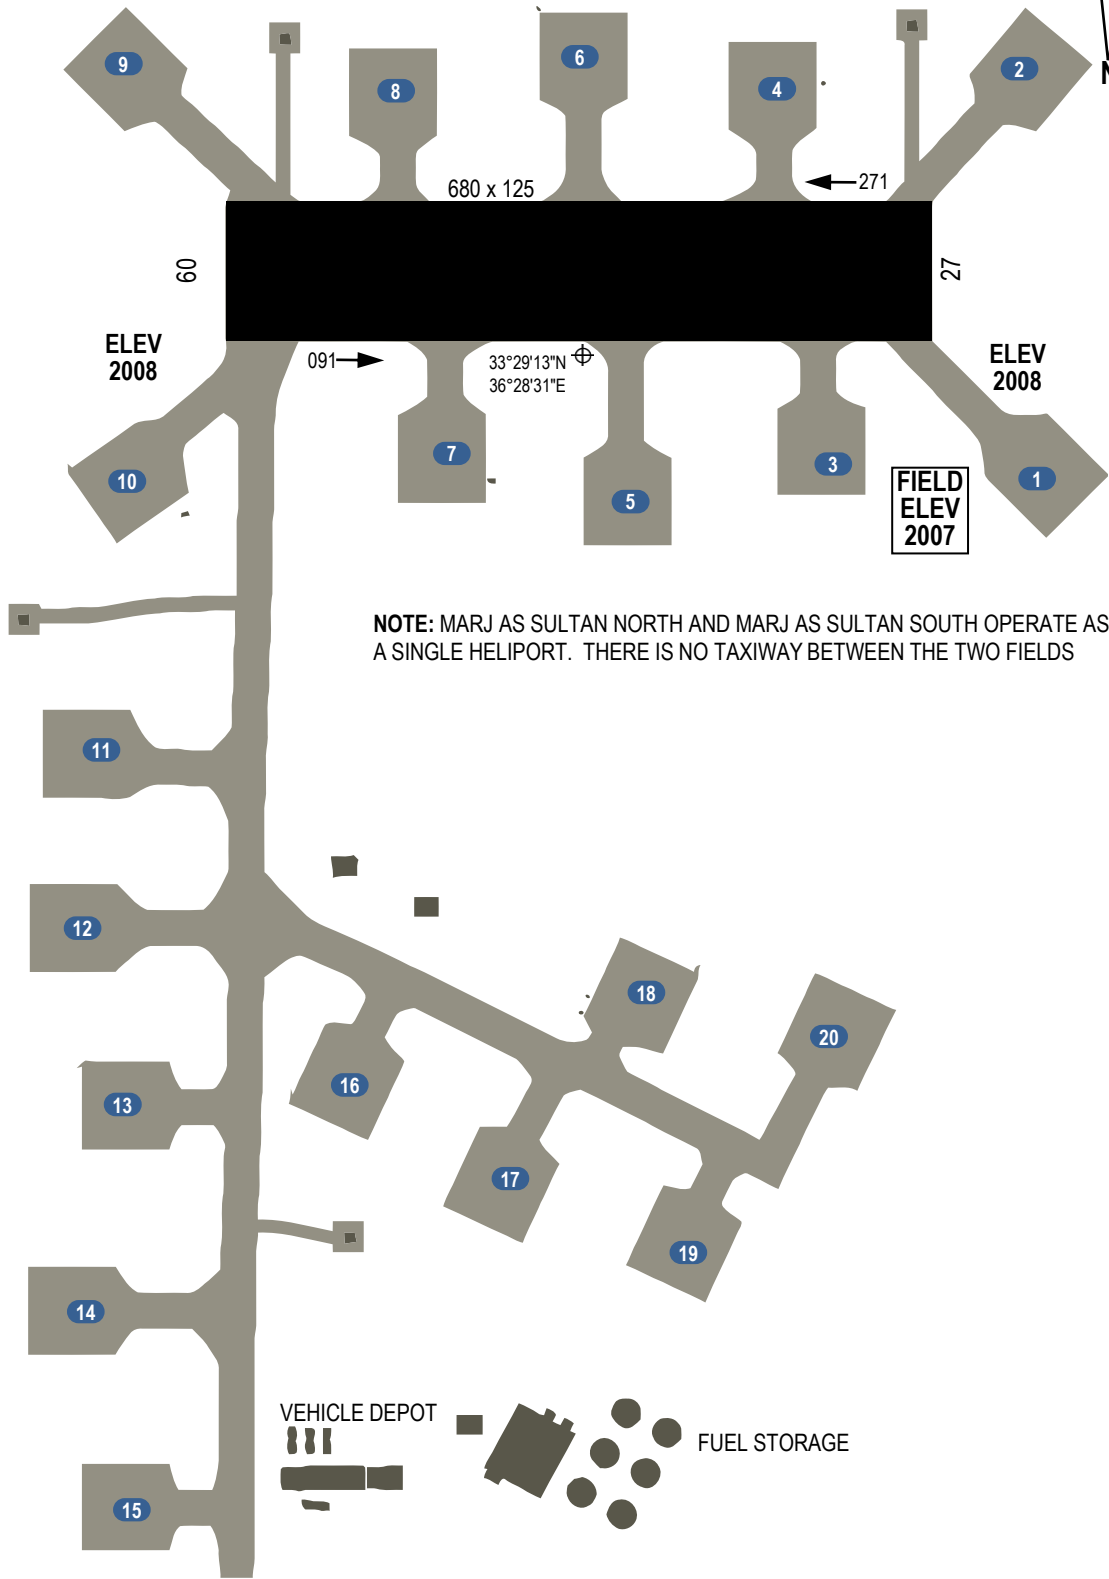 N
9
8
6
4
2
680 x 125
271
09
27
ELEV
2008
091
33°29'13"N
36°28'31"E
ELEV
2008
10
7
5
3
1
FIELD
ELEV
2007
NOTE: MARJ AS SULTAN NORTH AND MARJ AS SULTAN SOUTH OPERATE AS
A SINGLE HELIPORT. THERE IS NO TAXIWAY BETWEEN THE TWO FIELDS
11
12
18
20
16
13
17
19
14
VEHICLE DEPOT
FUEL STORAGE
15